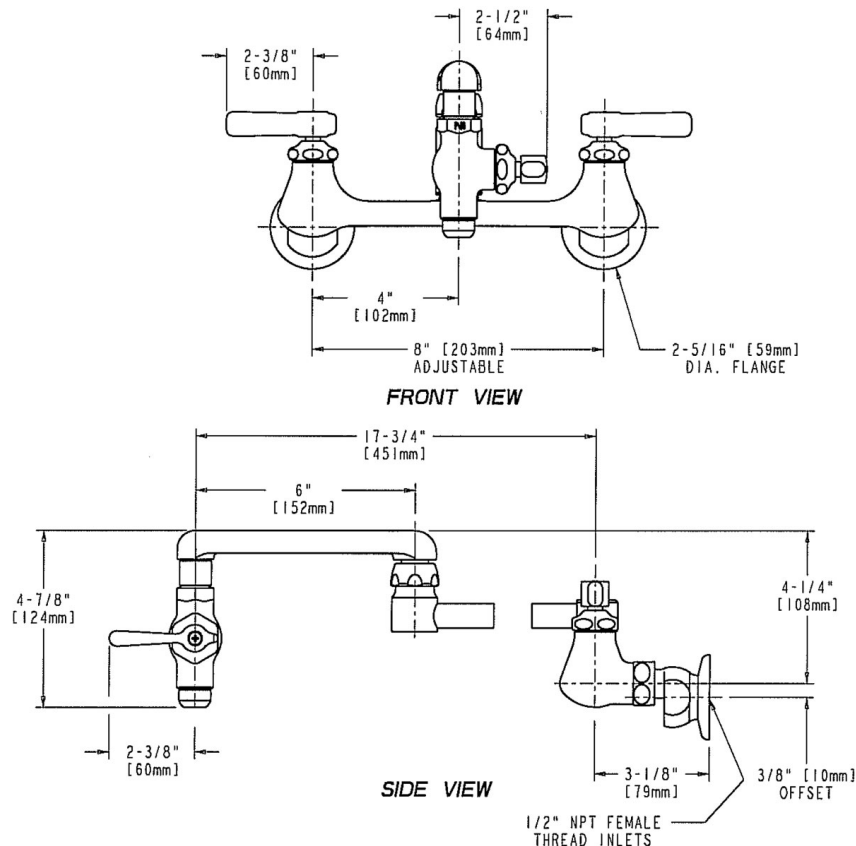 2-1/2"
[64mm]
2-3/8"
[60mm]
4"
[102mm]
8" [203mm]
ADJUSTABLE
2-5/16" [59mm]
DIA. FLANGE
FRONT VIEW
17-3/4"
[451mm]
6"
[152mm]
4-7/8"
[124mm]
4-1/4"
[108mm]
2-3/8"
[60mm]
3-1/8"
[79mm]
3/8" [10mm]
OFFSET
SIDE VIEW
1/2" NPT FEMALE
THREAD INLETS